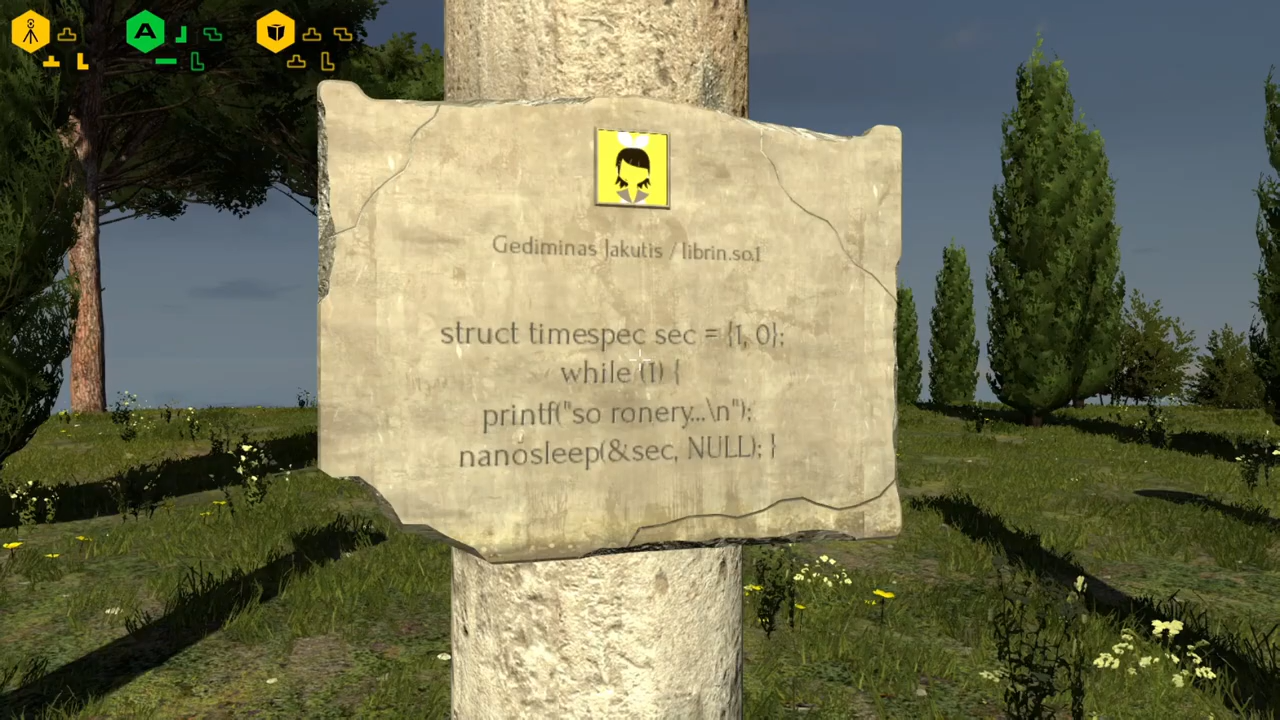 A
Gediminas Jakutis / librin.so.1
struct timespec sec = {1, 0};
while (1) {
printf("so ronery...\n");
nanosleep(&sec, NULL); }